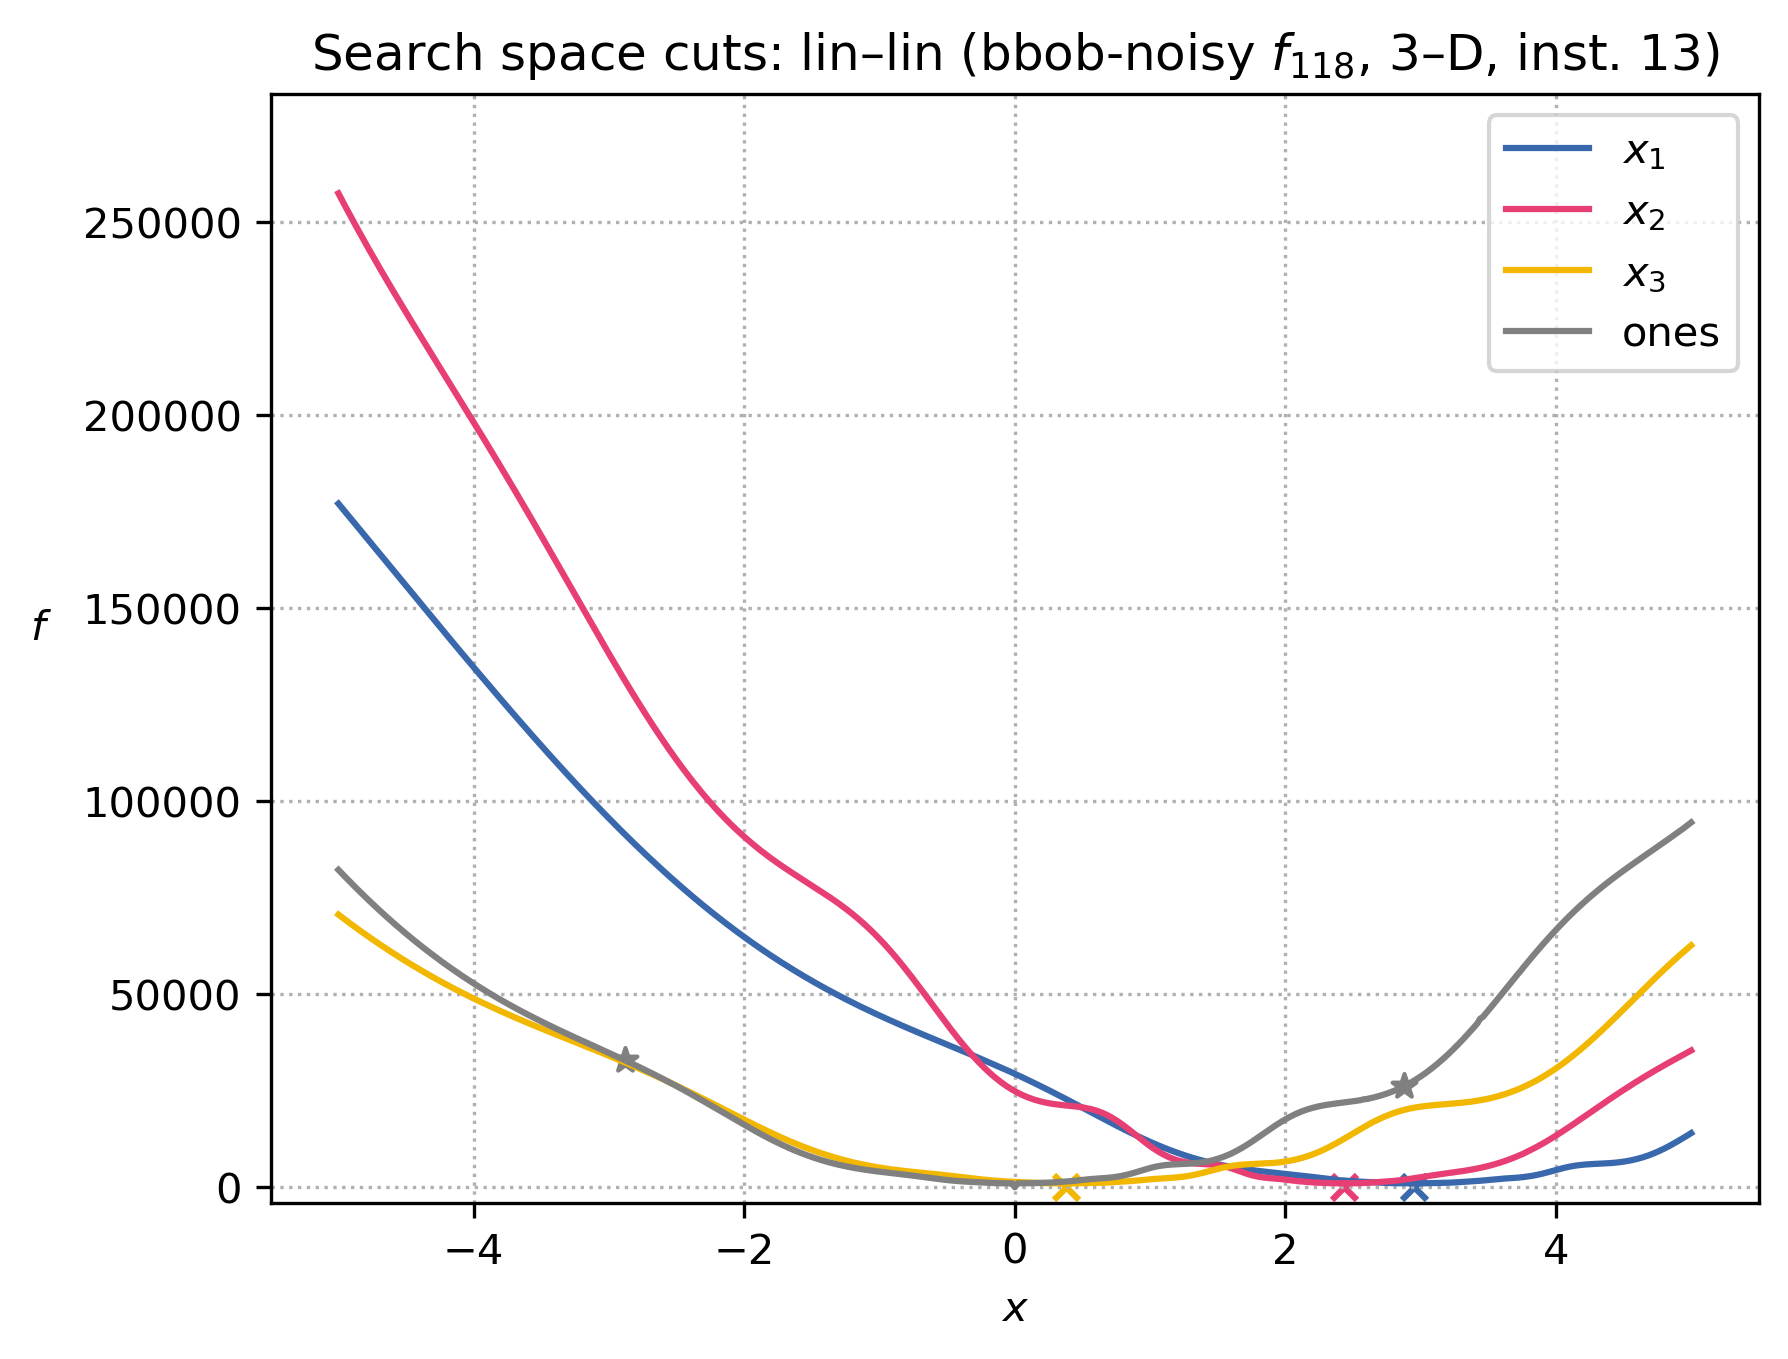 Search space cuts: lin–lin (bbob-noisy f118, 3–D, inst. 13)
x1
x2
x3
ones
250000
200000
150000
100000
50000
0
f
−4 −2 0 2 4
x